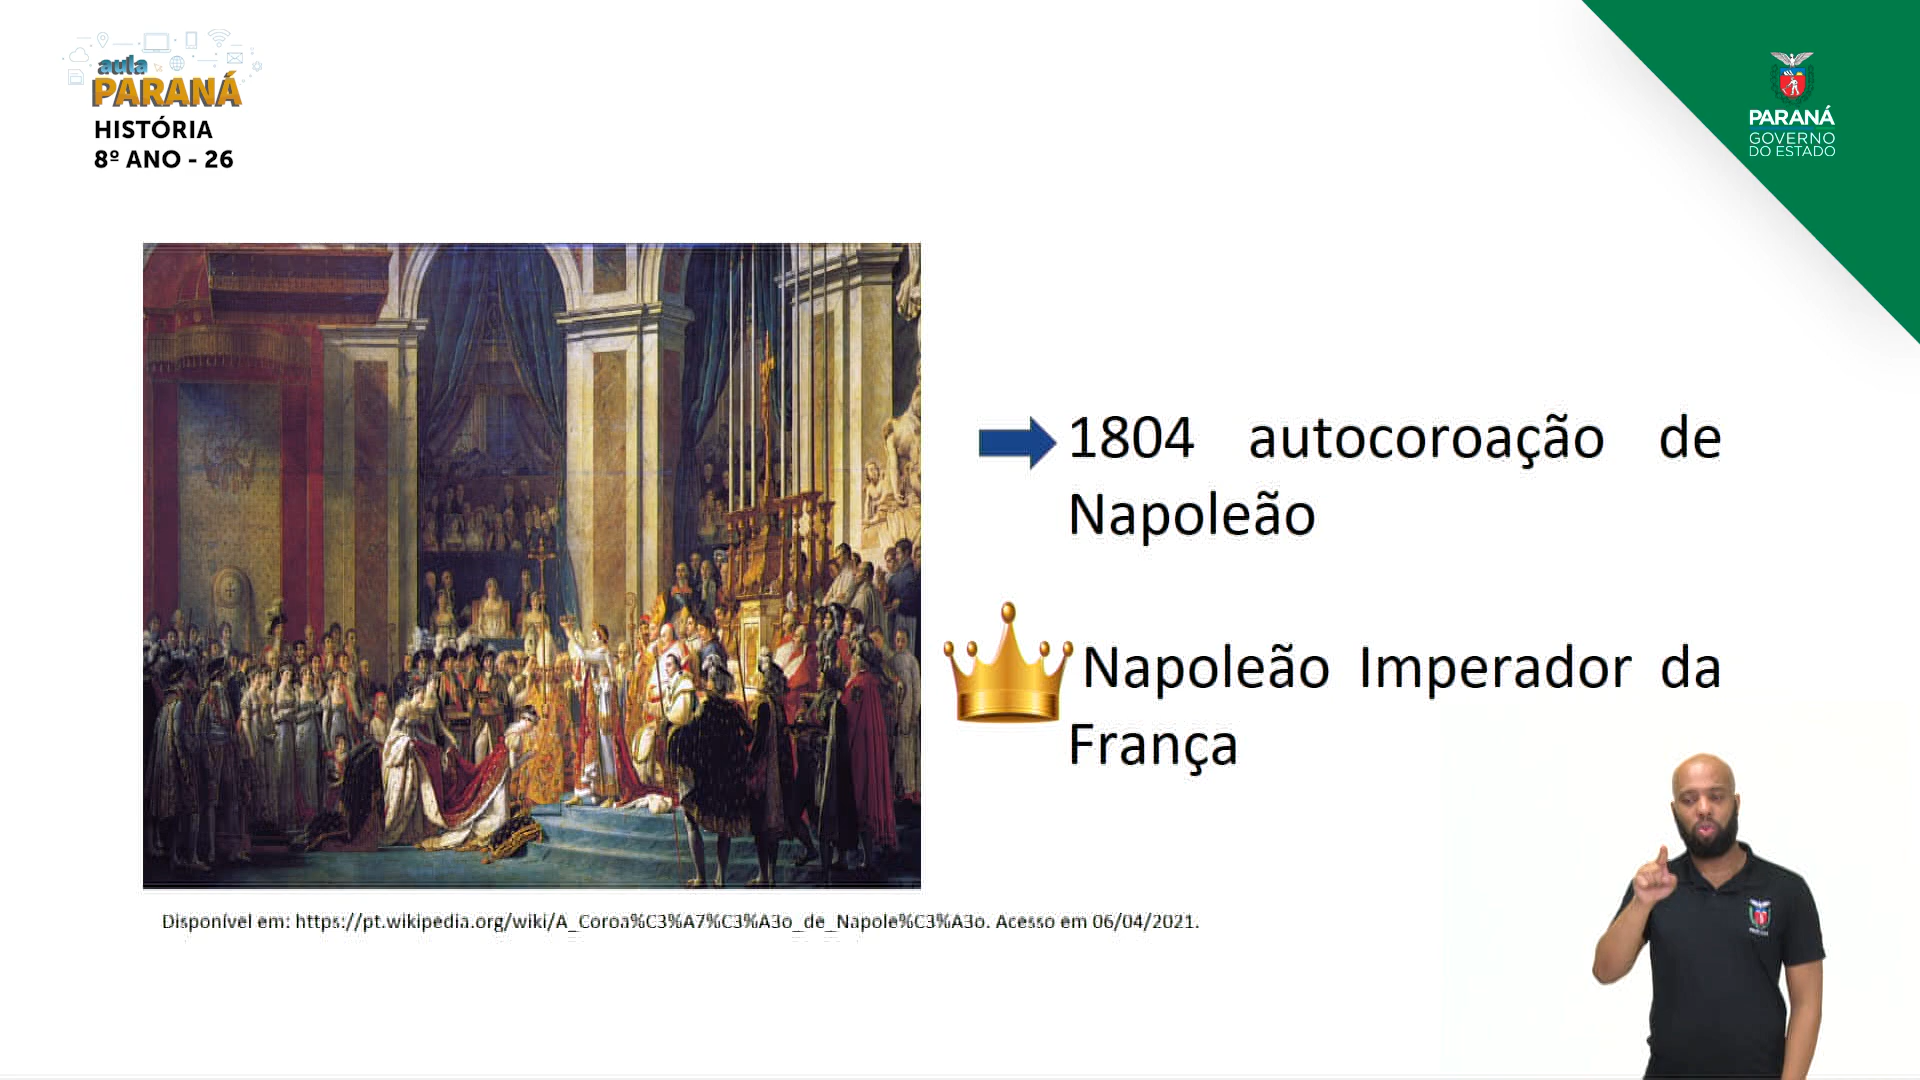 aula
PARANÁ
HISTÓRIA
8º ANO - 26
PARANÁ
GOVERNO
DO ESTADO
1804 autocoroação de
Napoleão
Napoleão Imperador da
França
Disponível em: https://pt.wikipedia.org/wiki/A_Coroa%C3%A7%C3%A3o_de_Napole%C3%A3o. Acesso em 06/04/2021.